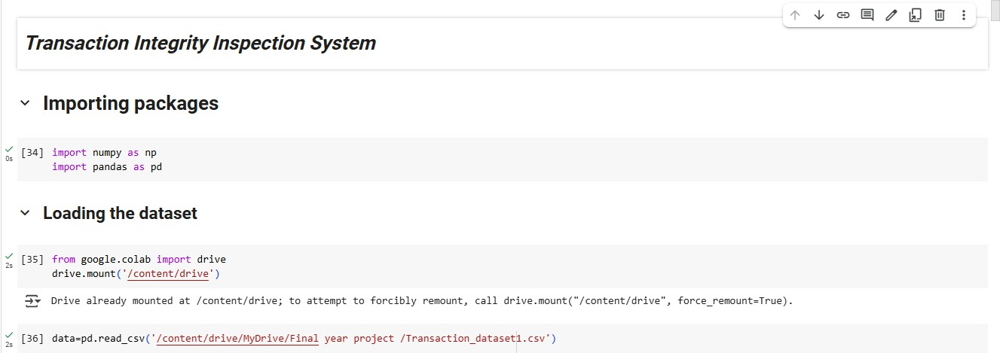 Transaction Integrity Inspection System
Importing packages
0s
[34] import numpy as np
import pandas as pd
Loading the dataset
2s
[35] from google.colab import drive
drive.mount('/content/drive')
Drive already mounted at /content/drive; to attempt to forcibly remount, call drive.mount("/content/drive", force_remount=True).
2s
[36] data=pd.read_csv('/content/drive/MyDrive/Final year project /Transaction_dataset1.csv')